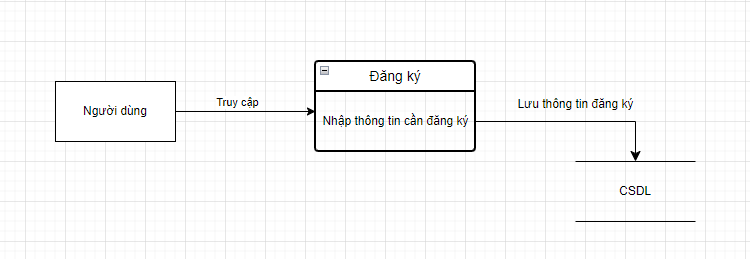 Đăng ký
Người dùng
Truy cập
Nhập thông tin cần đăng ký
Lưu thông tin đăng ký
CSDL